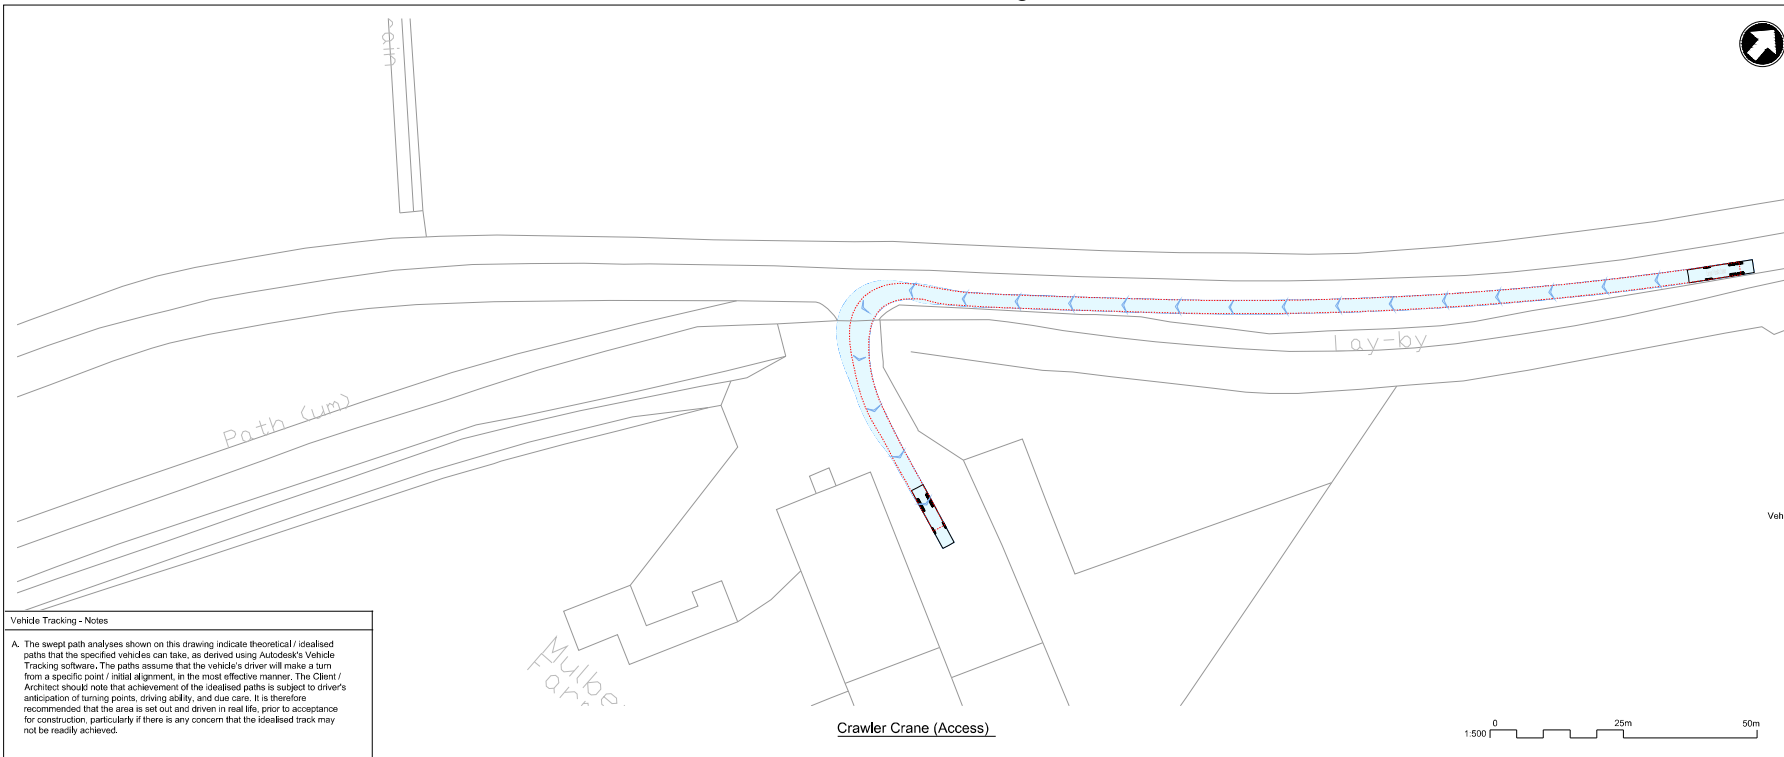 Lay-by
Path (um)
Vehicle Tracking - Notes
A. The swept path analyses shown on this drawing indicate theoretical / idealised
paths that the specified vehicles can take, as derived using Autodesk's Vehicle
Tracking software. The paths assume that the vehicle's driver will make a turn
from a specific point / initial alignment, in the most effective manner. The Client /
Architect should note that achievement of the idealised paths is subject to driver's
anticipation of turning points, driving ability, and due care. It is therefore
recommended that the area is set out and driven in real life, prior to acceptance
for construction, particularly if there is any concern that the idealised track may
not be readily achieved.
Crawler Crane (Access)
1:500
0 25m 50m
Veh